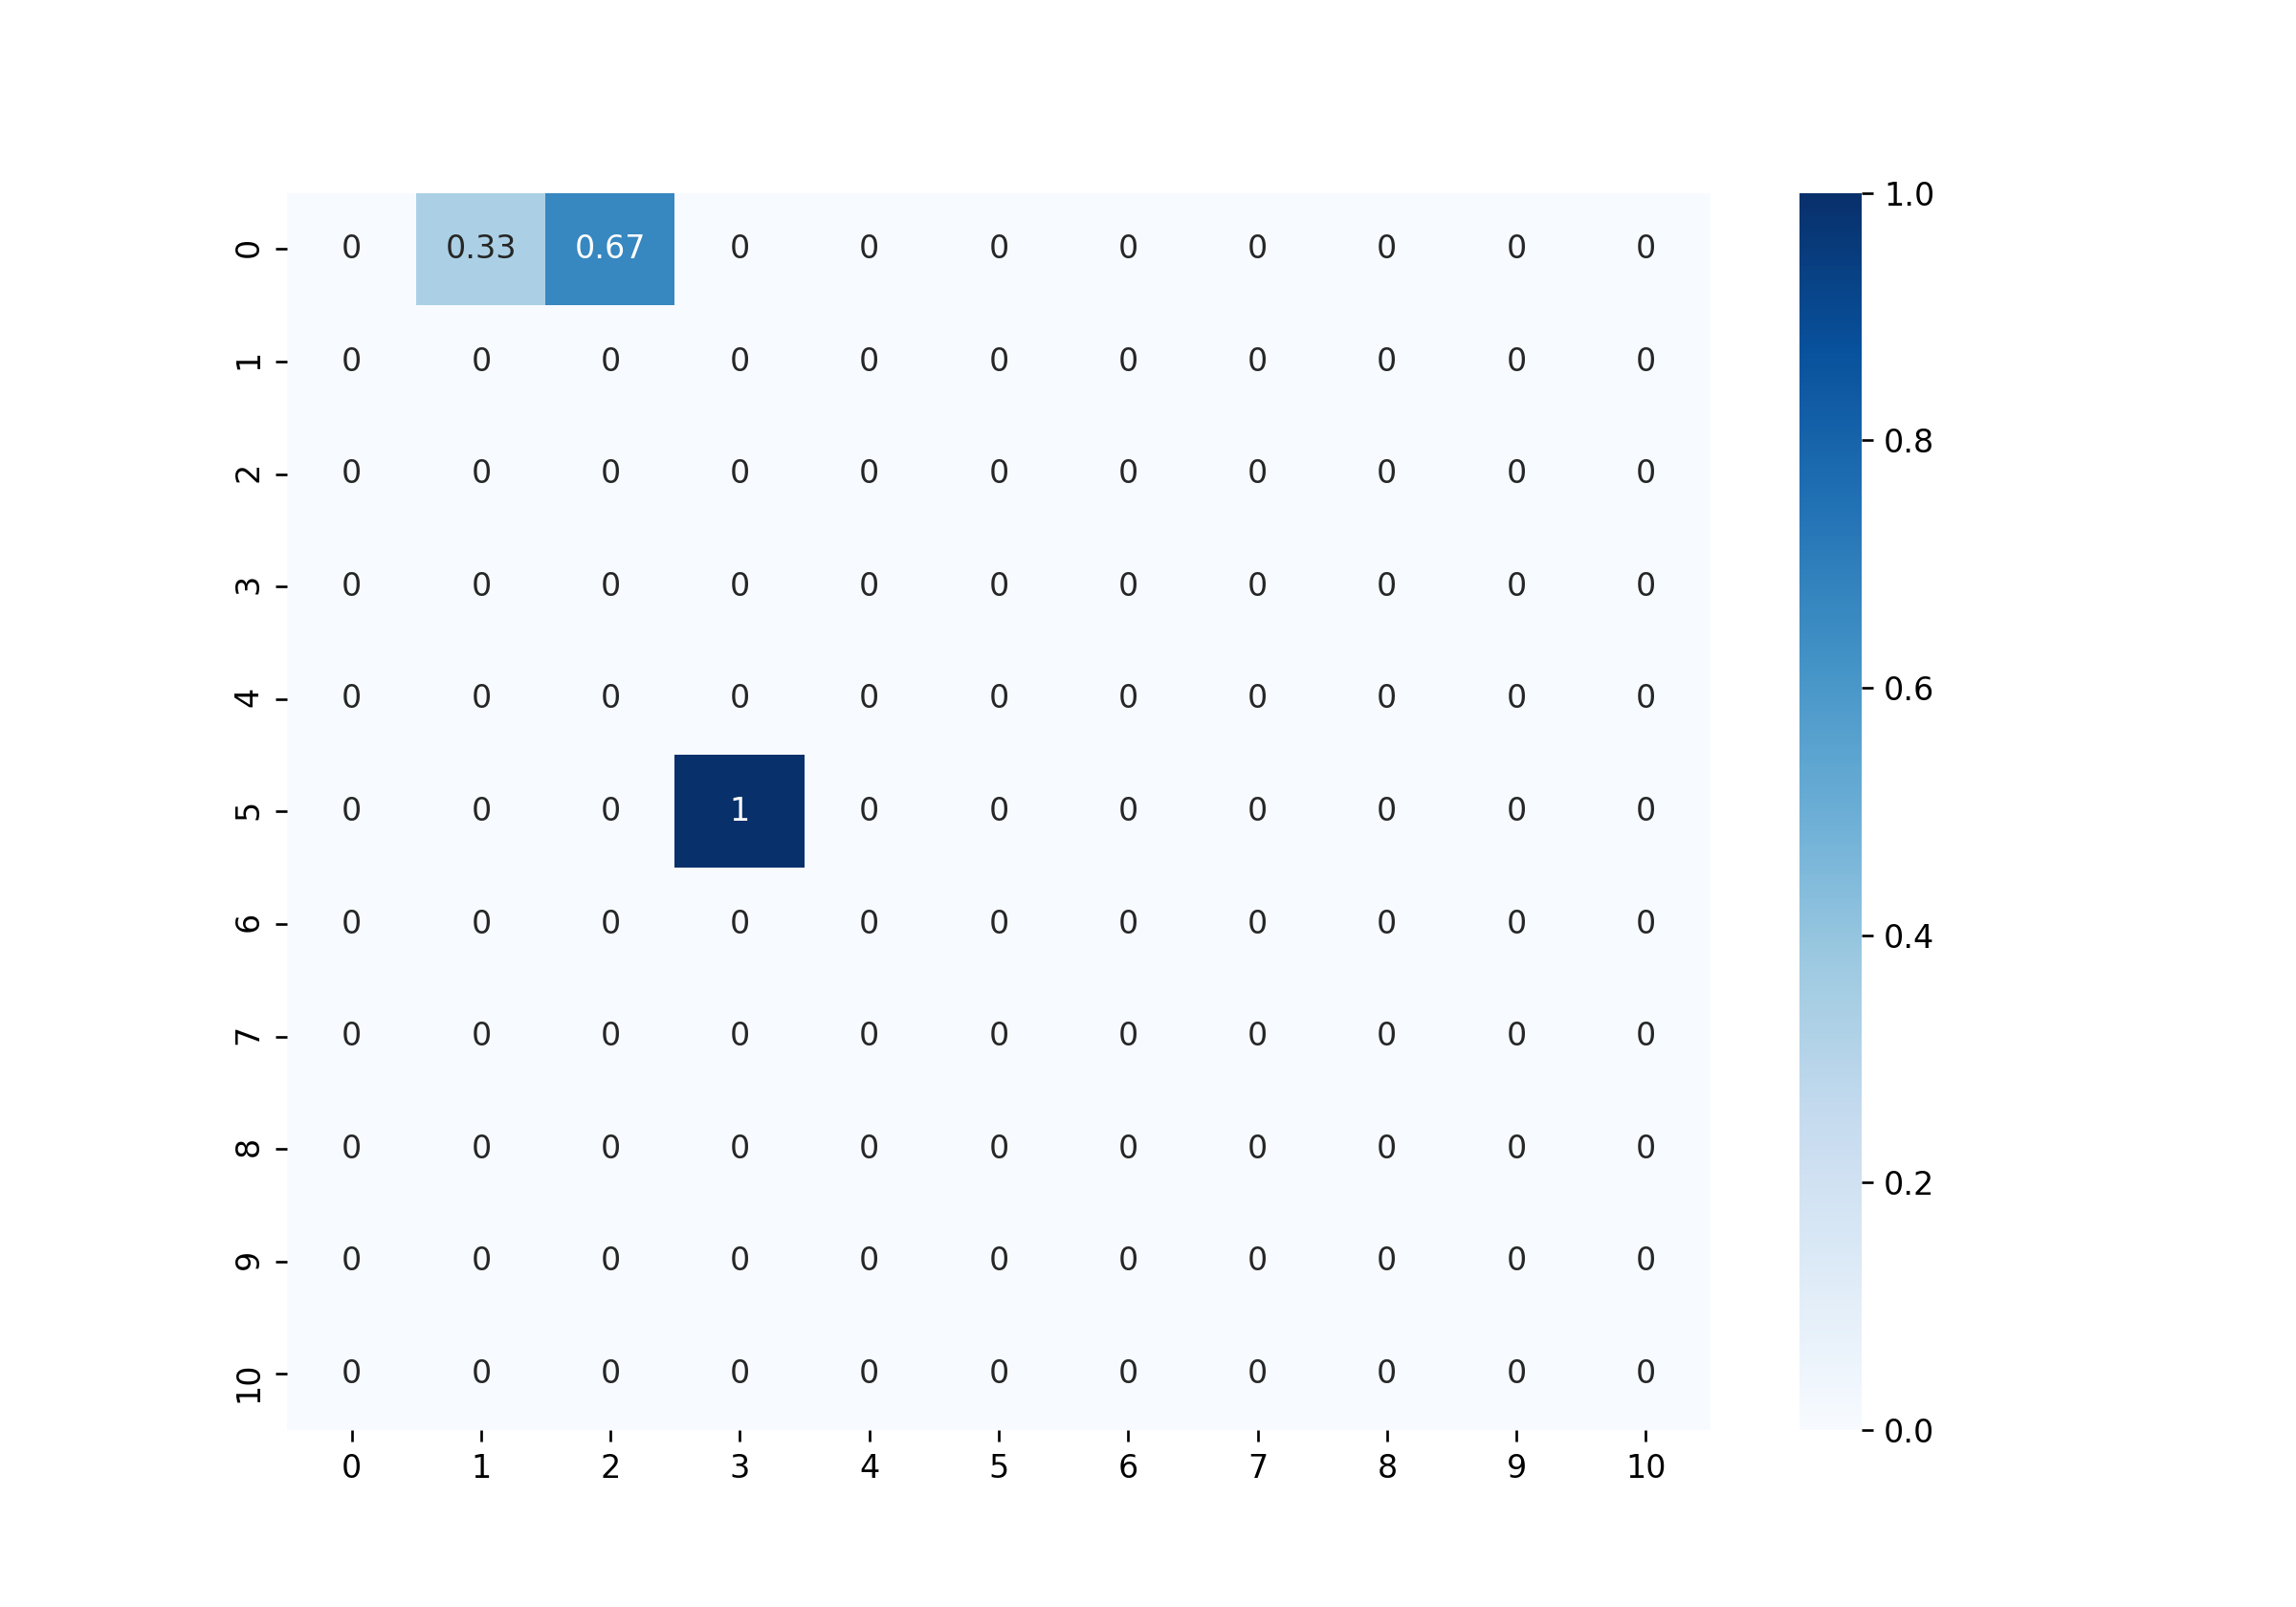 0 0 0.33 0.67 0 0 0 0 0 0 0 0
1 0 0 0 0 0 0 0 0 0 0 0
2 0 0 0 0 0 0 0 0 0 0 0
3 0 0 0 0 0 0 0 0 0 0 0
4 0 0 0 0 0 0 0 0 0 0 0
5 0 0 0 1 0 0 0 0 0 0 0
6 0 0 0 0 0 0 0 0 0 0 0
7 0 0 0 0 0 0 0 0 0 0 0
8 0 0 0 0 0 0 0 0 0 0 0
9 0 0 0 0 0 0 0 0 0 0 0
10 0 0 0 0 0 0 0 0 0 0 0
0 1 2 3 4 5 6 7 8 9 10
1.0
0.8
0.6
0.4
0.2
0.0